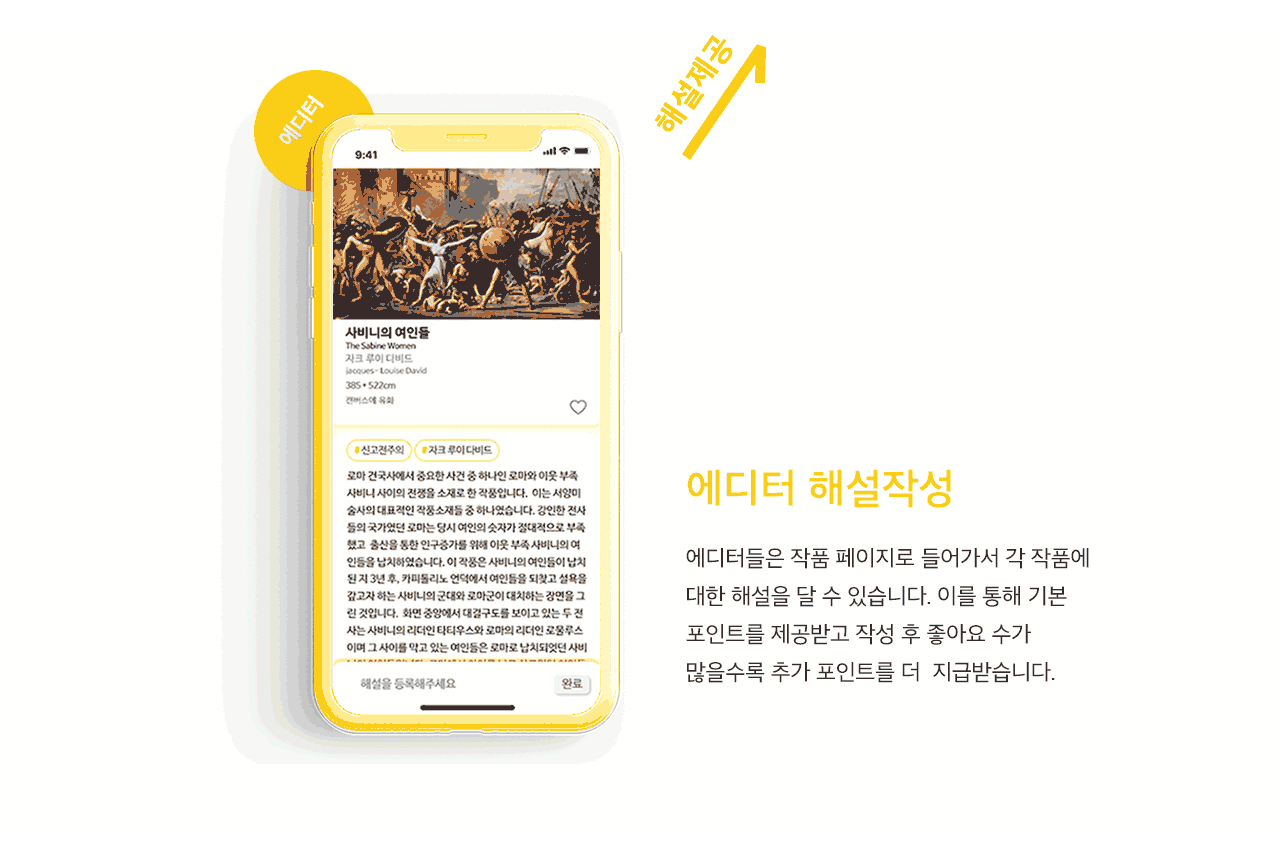 에디터
해설제공
9:41
사비니의 여인들
The Sabine Women
자크 루이 다비드
jacques- Louise David
385 * 522cm
캔버스에 유화
#신고전주의 #자크 루이 다비드
로마 건국사에서 중요한 사건 중 하나인 로마와 이웃 부족
사비니 사이의 전쟁을 소재로 한 작품입니다. 이는 서양미
술사의 대표적인 작품소재들 중 하나였습니다. 강인한 전사
들의 국가였던 로마는 당시 여인의 숫자가 절대적으로 부족
했고 출산을 통한 인구증가를 위해 이웃 부족 사비니의 여
인들을 납치하였습니다. 이 작품은 사비니의 여인들이 납치
된 지 3년 후, 카피톨리노 언덕에서 여인들을 되찾고 설욕을
갚고자 하는 사비니의 군대와 로마군이 대치하는 장면을 그
린 것입니다. 화면 중앙에서 대결구도를 보이고 있는 두 전
사는 사비니의 리더인 타티우스와 로마의 리더인 로물루스
이며 그 사이를 막고 있는 여인들은 로마로 납치되엇던 사비
해설을 등록해주세요
완료
에디터 해설작성
에디터들은 작품 페이지로 들어가서 각 작품에
대한 해설을 달 수 있습니다. 이를 통해 기본
포인트를 제공받고 작성 후 좋아요 수가
많을수록 추가 포인트를 더 지급받습니다.